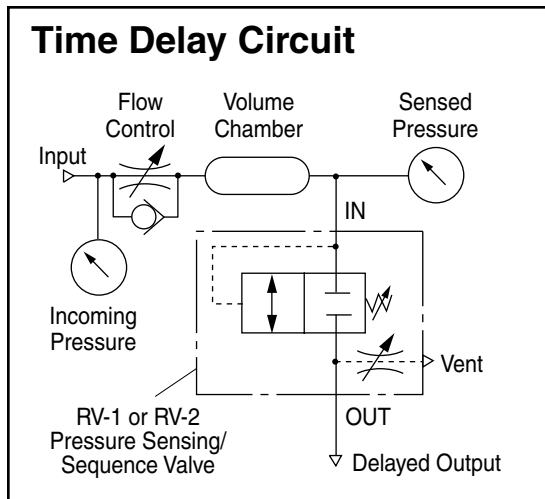 Time Delay Circuit
Flow
Control
Volume
Chamber
Sensed
Pressure
Input
IN
Incoming
Pressure
Vent
RV-1 or RV-2
Pressure Sensing/
Sequence Valve
OUT
Delayed Output